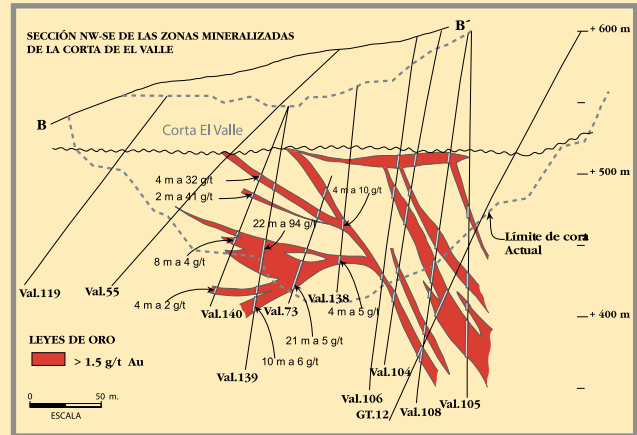 SECCIÓN NW-SE DE LAS ZONAS MINERALIZADAS
DE LA CORTA DE EL VALLE
B'
+ 600 m
B
Corta El Valle
+ 500 m
4 m a 32 g/t
2 m a 41 g/t
4 m a 10 g/t
22 m a 94 g/t
Límite de corta
Actual
8 m a 4 g/t
Val.119
Val.55
Val.138
4 m a 2 g/t
Val.140
Val.73
4 m a 5 g/t
+ 400 m
LEYES DE ORO
21 m a 5 g/t
> 1.5 g/t Au
10 m a 6 g/t
Val.139
Val.104
Val.106
Val.105
GT.12
Val.108
0
50 m.
ESCALA